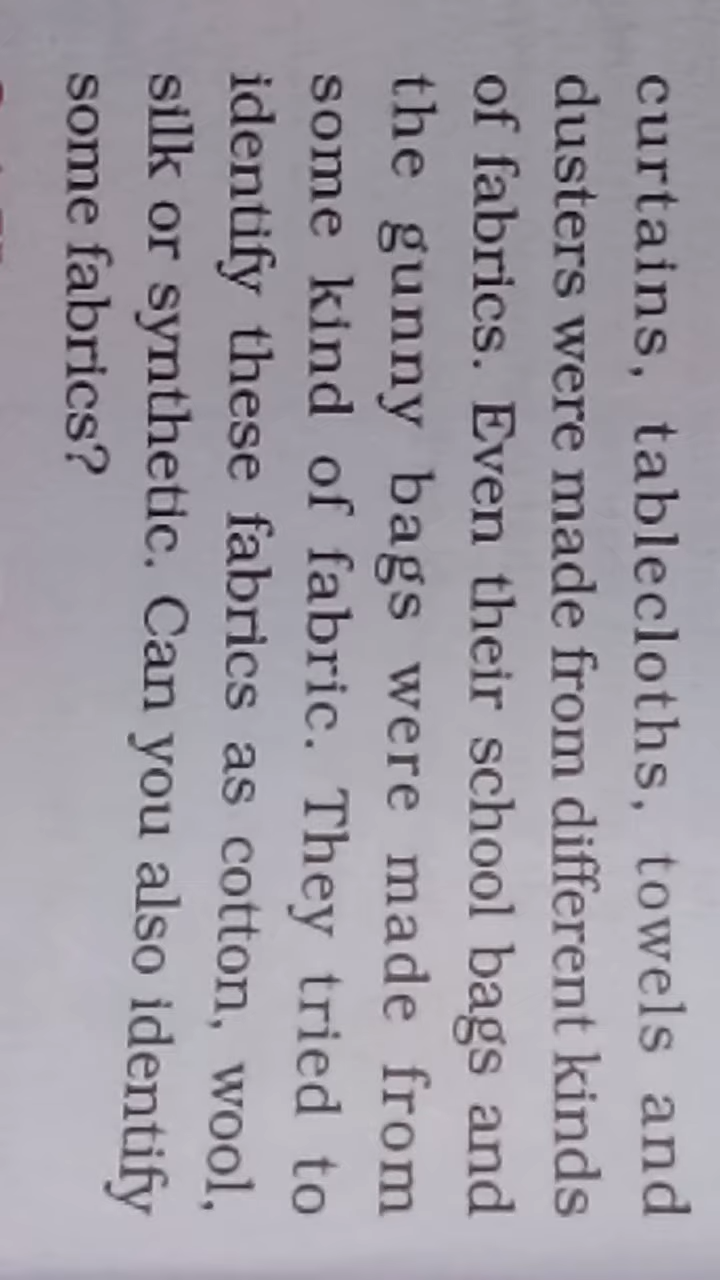 curtains, tablecloths, towels and
dusters were made from different kinds
of fabrics. Even their school bags and
the gunny bags were made from
some kind of fabric. They tried to
identify these fabrics as cotton, wool,
silk or synthetic. Can you also identify
some fabrics?